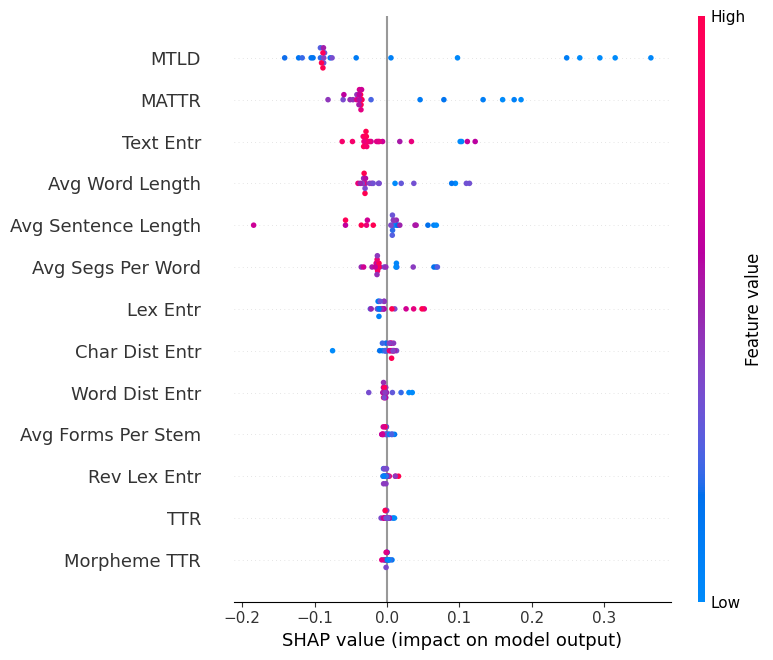 High
MTLD
MATTR
Text Entr
Avg Word Length
Avg Sentence Length
Avg Segs Per Word
Lex Entr
Char Dist Entr
Word Dist Entr
Avg Forms Per Stem
Rev Lex Entr
TTR
Morpheme TTR
Feature value
Low
−0.2 −0.1 0.0 0.1 0.2 0.3
SHAP value (impact on model output)